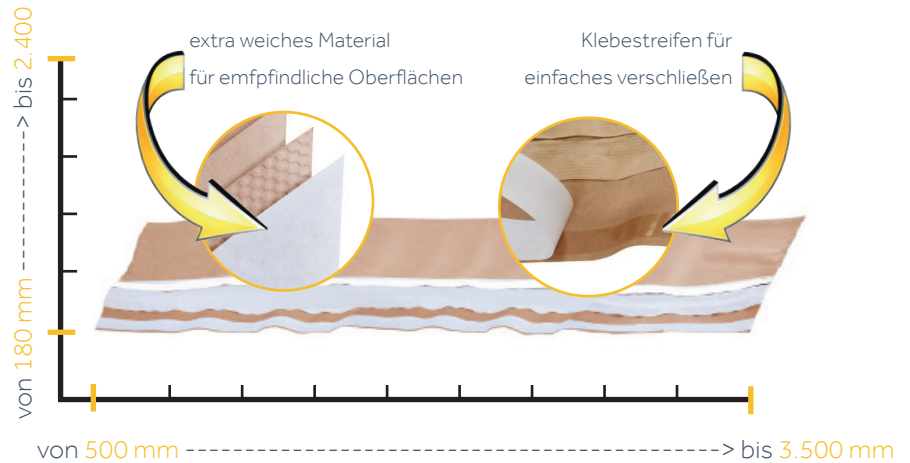 extra weiches Material
für emfpfindliche Oberflächen
Klebestreifen für
einfaches verschließen
von 180 mm ------> bis 2.400
von 500 mm --------------------------------------------> bis 3.500 mm